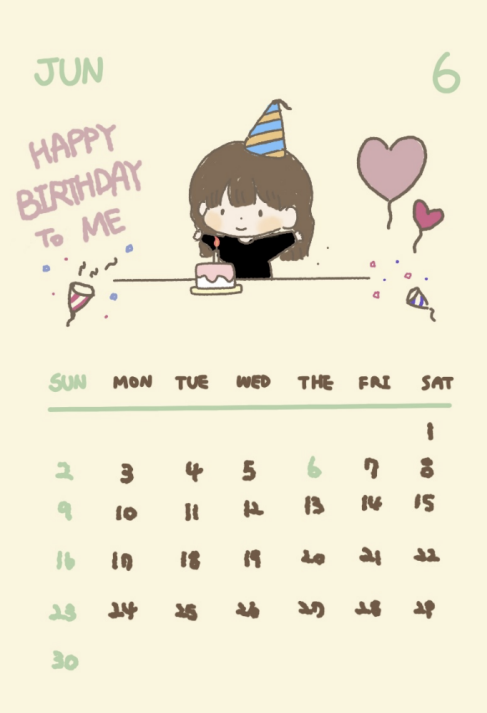 JUN 6
HAPPY
BIRTHDAY
To ME
SUN MON TUE WED THE FRI SAT
1
2 3 4 5 6 7 8
9 10 11 12 13 14 15
16 17 18 19 20 21 22
23 24 25 26 27 28 29
30